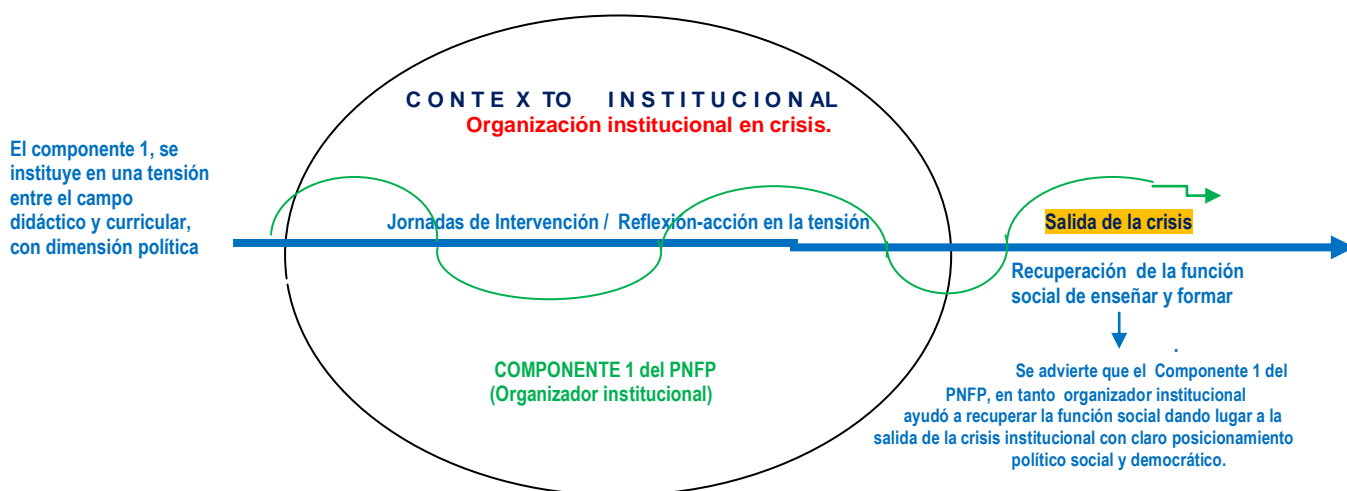 C O N T E X TO I N S T I T U C I O N AL
Organización institucional en crisis.
El componente 1, se
instituye en una tensión
entre el campo
didáctico y curricular,
con dimensión política
Jornadas de Intervención / Reflexión-acción en la tensión
Salida de la crisis
Recuperación de la función
social de enseñar y formar
COMPONENTE 1 del PNFP
(Organizador institucional)
.
Se advierte que el Componente 1 del
PNFP, en tanto organizador institucional
ayudó a recuperar la función social dando lugar a la
salida de la crisis institucional con claro posicionamiento
político social y democrático.